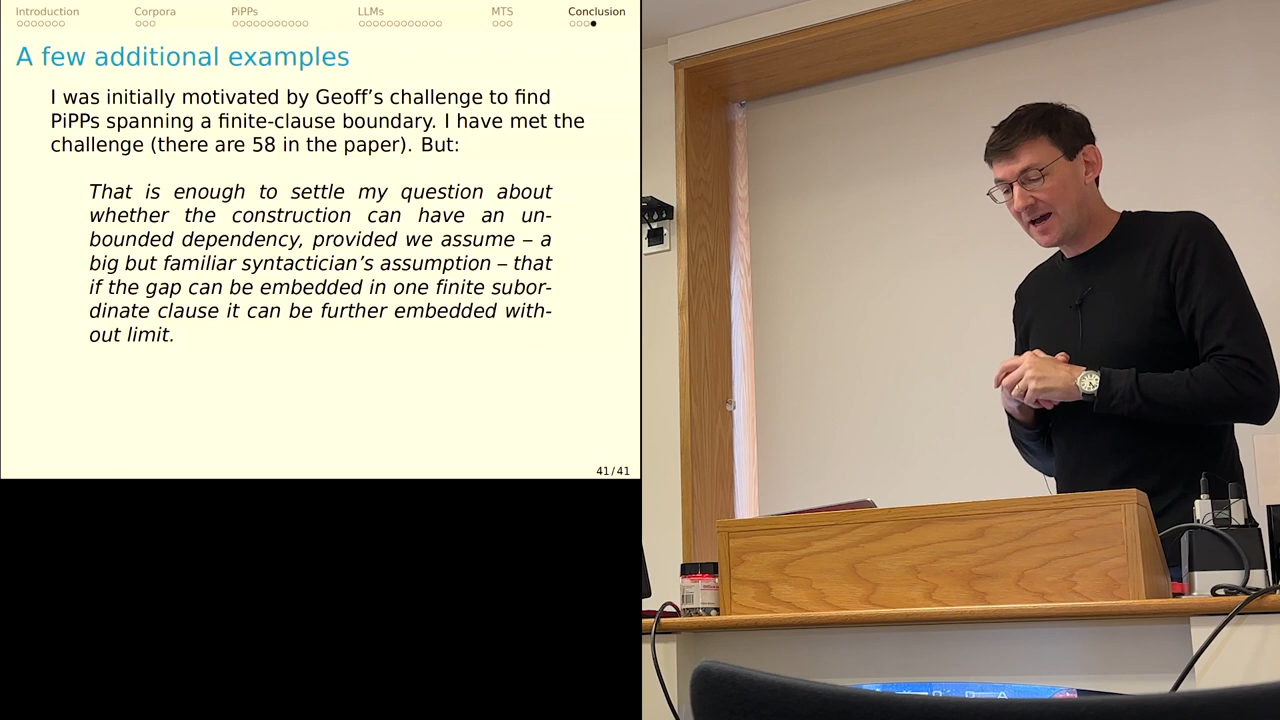 Introduction Corpora PiPPs LLMs MTS Conclusion
A few additional examples
I was initially motivated by Geoff's challenge to find
PiPPs spanning a finite-clause boundary. I have met the
challenge (there are 58 in the paper). But:
That is enough to settle my question about
whether the construction can have an un-
bounded dependency, provided we assume – a
big but familiar syntactician's assumption – that
if the gap can be embedded in one finite subor-
dinate clause it can be further embedded with-
out limit.
41/41